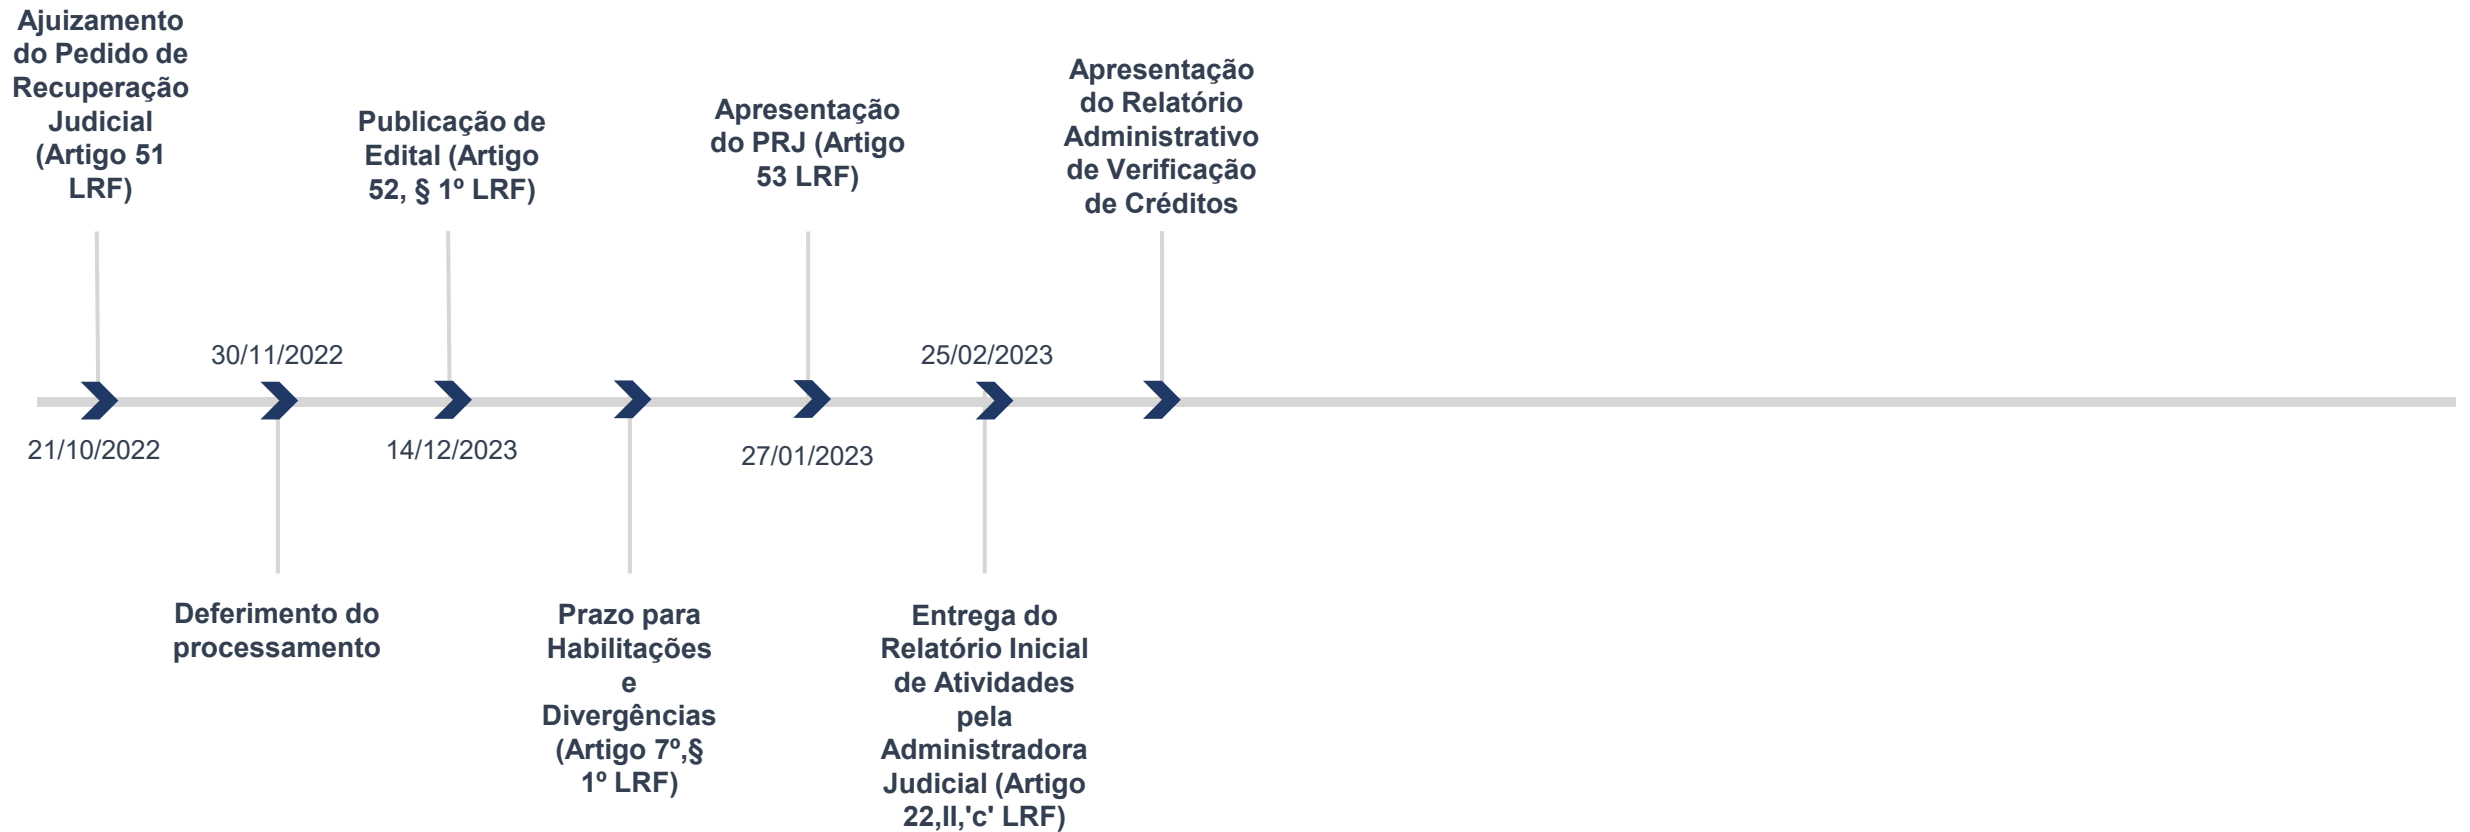 Ajuizamento
do Pedido de
Recuperação
Judicial
(Artigo 51
LRF)
Publicação de
Edital (Artigo
52, § 1º LRF)
Apresentação
do PRJ (Artigo
53 LRF)
Apresentação
do Relatório
Administrativo
de Verificação
de Créditos
30/11/2022
25/02/2023
21/10/2022
14/12/2023
27/01/2023
Deferimento do
processamento
Prazo para
Habilitações
e
Divergências
(Artigo 7º,§
1º LRF)
Entrega do
Relatório Inicial
de Atividades
pela
Administradora
Judicial (Artigo
22,II,'c' LRF)